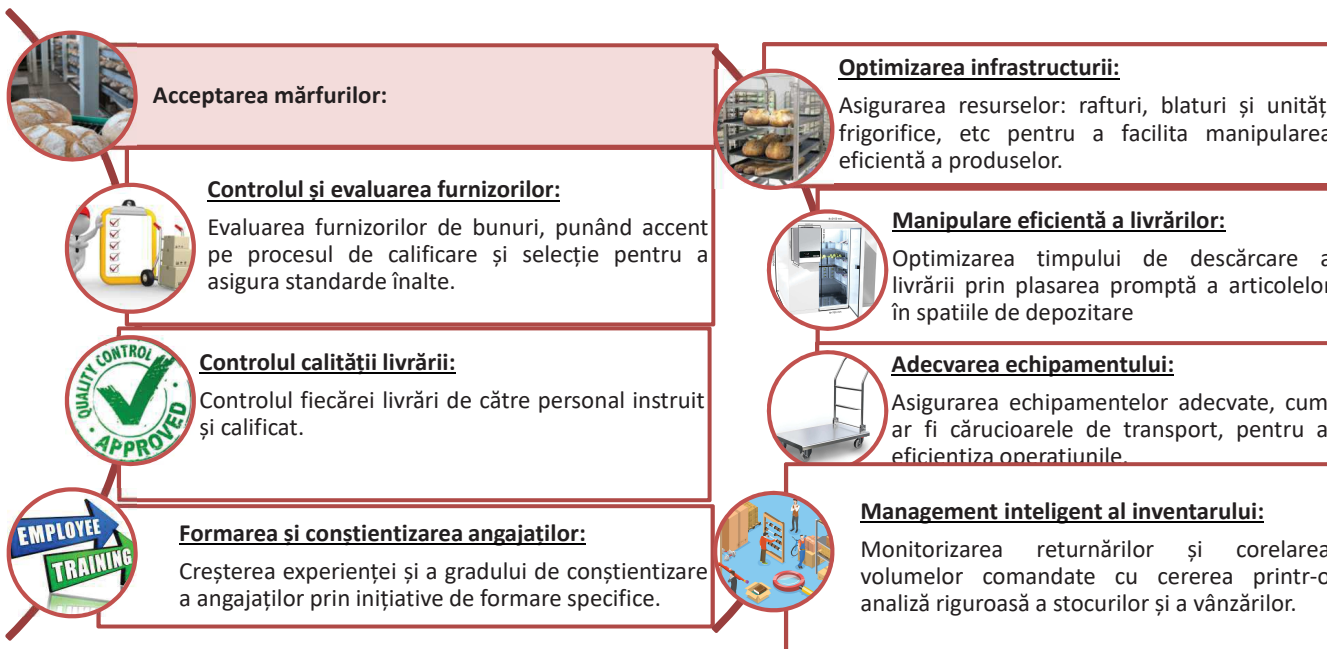 Acceptarea mărfurilor:
Controlul și evaluarea furnizorilor:
Evaluarea furnizorilor de bunuri, punând accent
pe procesul de calificare și selecție pentru a
asigura standarde înalte.
QUALITY CONTROL
APPROVED
Controlul calității livrării:
Controlul fiecărei livrări de către personal instruit
și calificat.
EMPLOYEE
TRAINING
Formarea și conștientizarea angajaților:
Creșterea experienței și a gradului de conștientizare
a angajaților prin inițiative de formare specifice.
Optimizarea infrastructurii:
Asigurarea resurselor: rafturi, blaturi și unităț
frigorifice, etc pentru a facilita manipularea
eficientă a produselor.
Manipulare eficientă a livrărilor:
Optimizarea timpului de descărcare a
livrării prin plasarea promptă a articolelor
în spatiile de depozitare
Adecvarea echipamentului:
Asigurarea echipamentelor adecvate, cum
ar fi cărucioarele de transport, pentru a
eficientiza operațiunile.
Management inteligent al inventarului:
Monitorizarea returnărilor și corelarea
volumelor comandate cu cererea printr-o
analiză riguroasă a stocurilor și a vânzărilor.